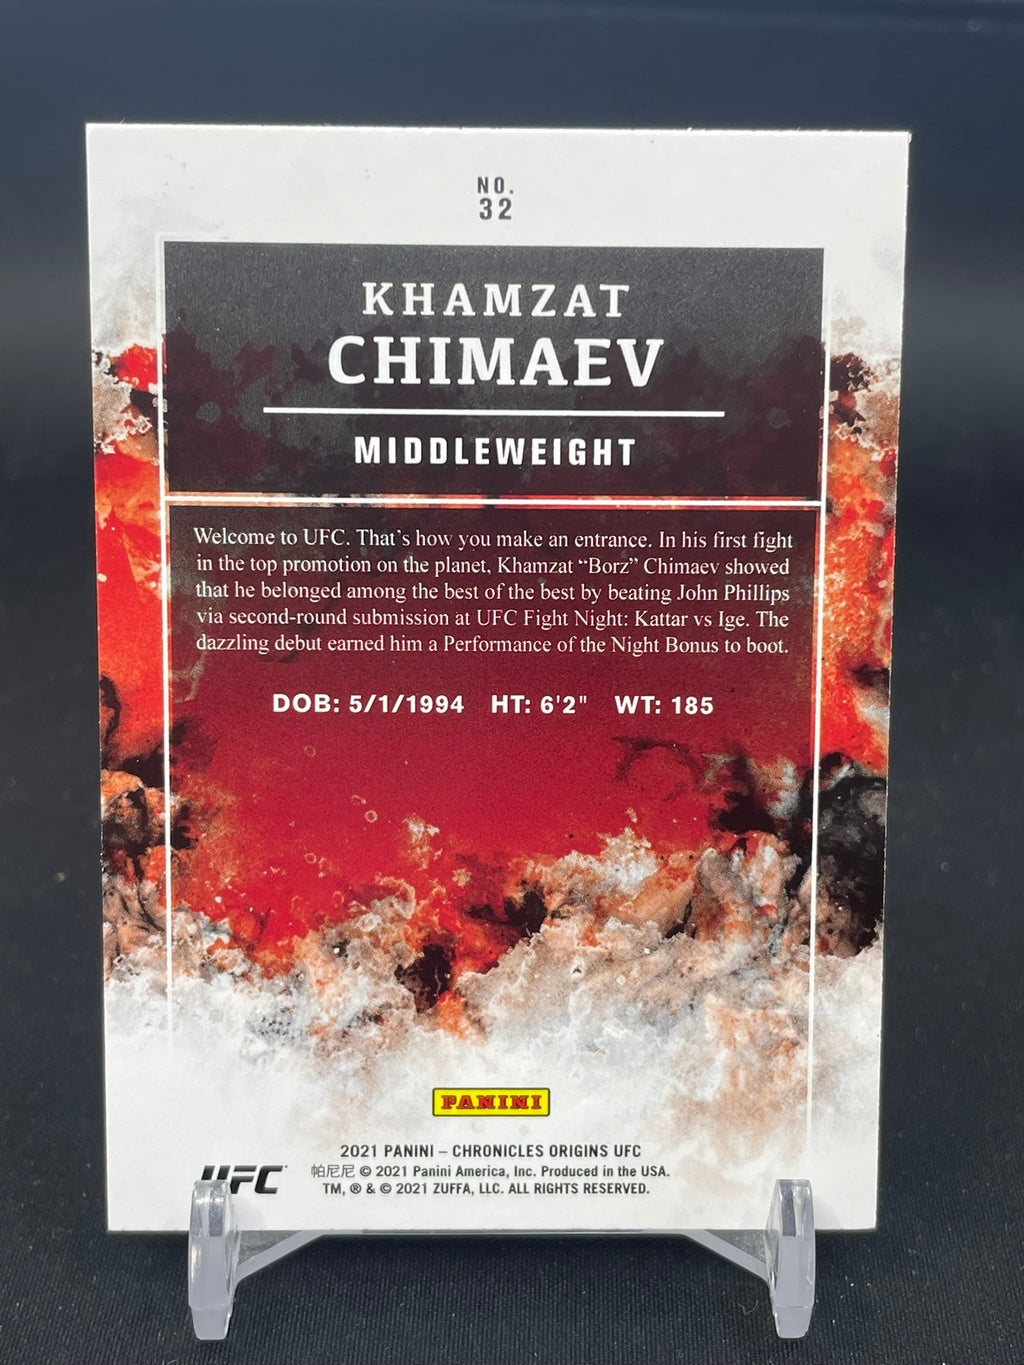 NO.
32
KHAMZAT
CHIMAEV
MIDDLEWEIGHT
Welcome to UFC. That's how you make an entrance. In his first fight
in the top promotion on the planet, Khamzat “Borz” Chimaev showed
that he belonged among the best of the best by beating John Phillips
via second-round submission at UFC Fight Night: Kattar vs Ige. The
dazzling debut earned him a Performance of the Night Bonus to boot.
DOB: 5/1/1994 HT: 6'2" WT: 185
PANINI
2021 PANINI – CHRONICLES ORIGINS UFC
帕尼尼 © 2021 Panini America, Inc. Produced in the USA.
TM, ® & © 2021 ZUFFA, LLC. ALL RIGHTS RESERVED.
UFC